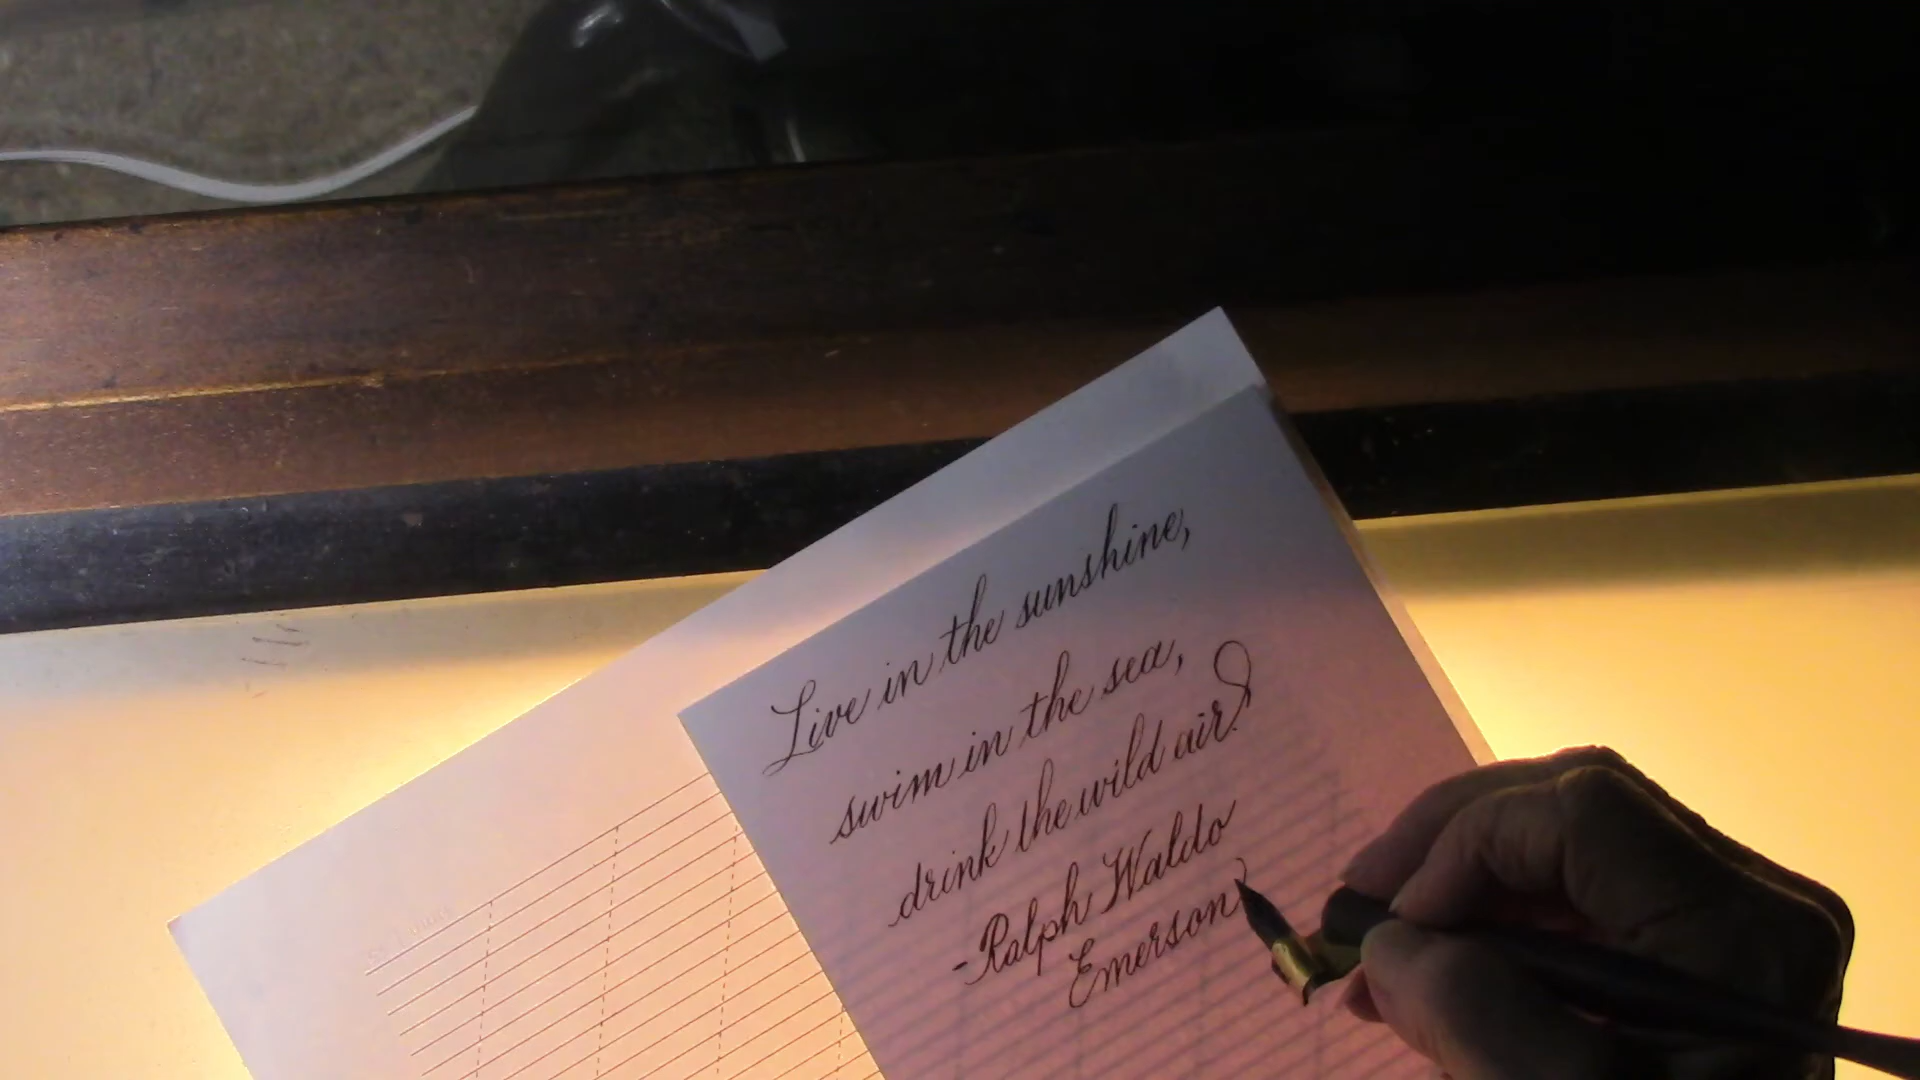 Live in the sunshine,
swim in the sea,
drink the wild air.
-Ralph Waldo
Emerson